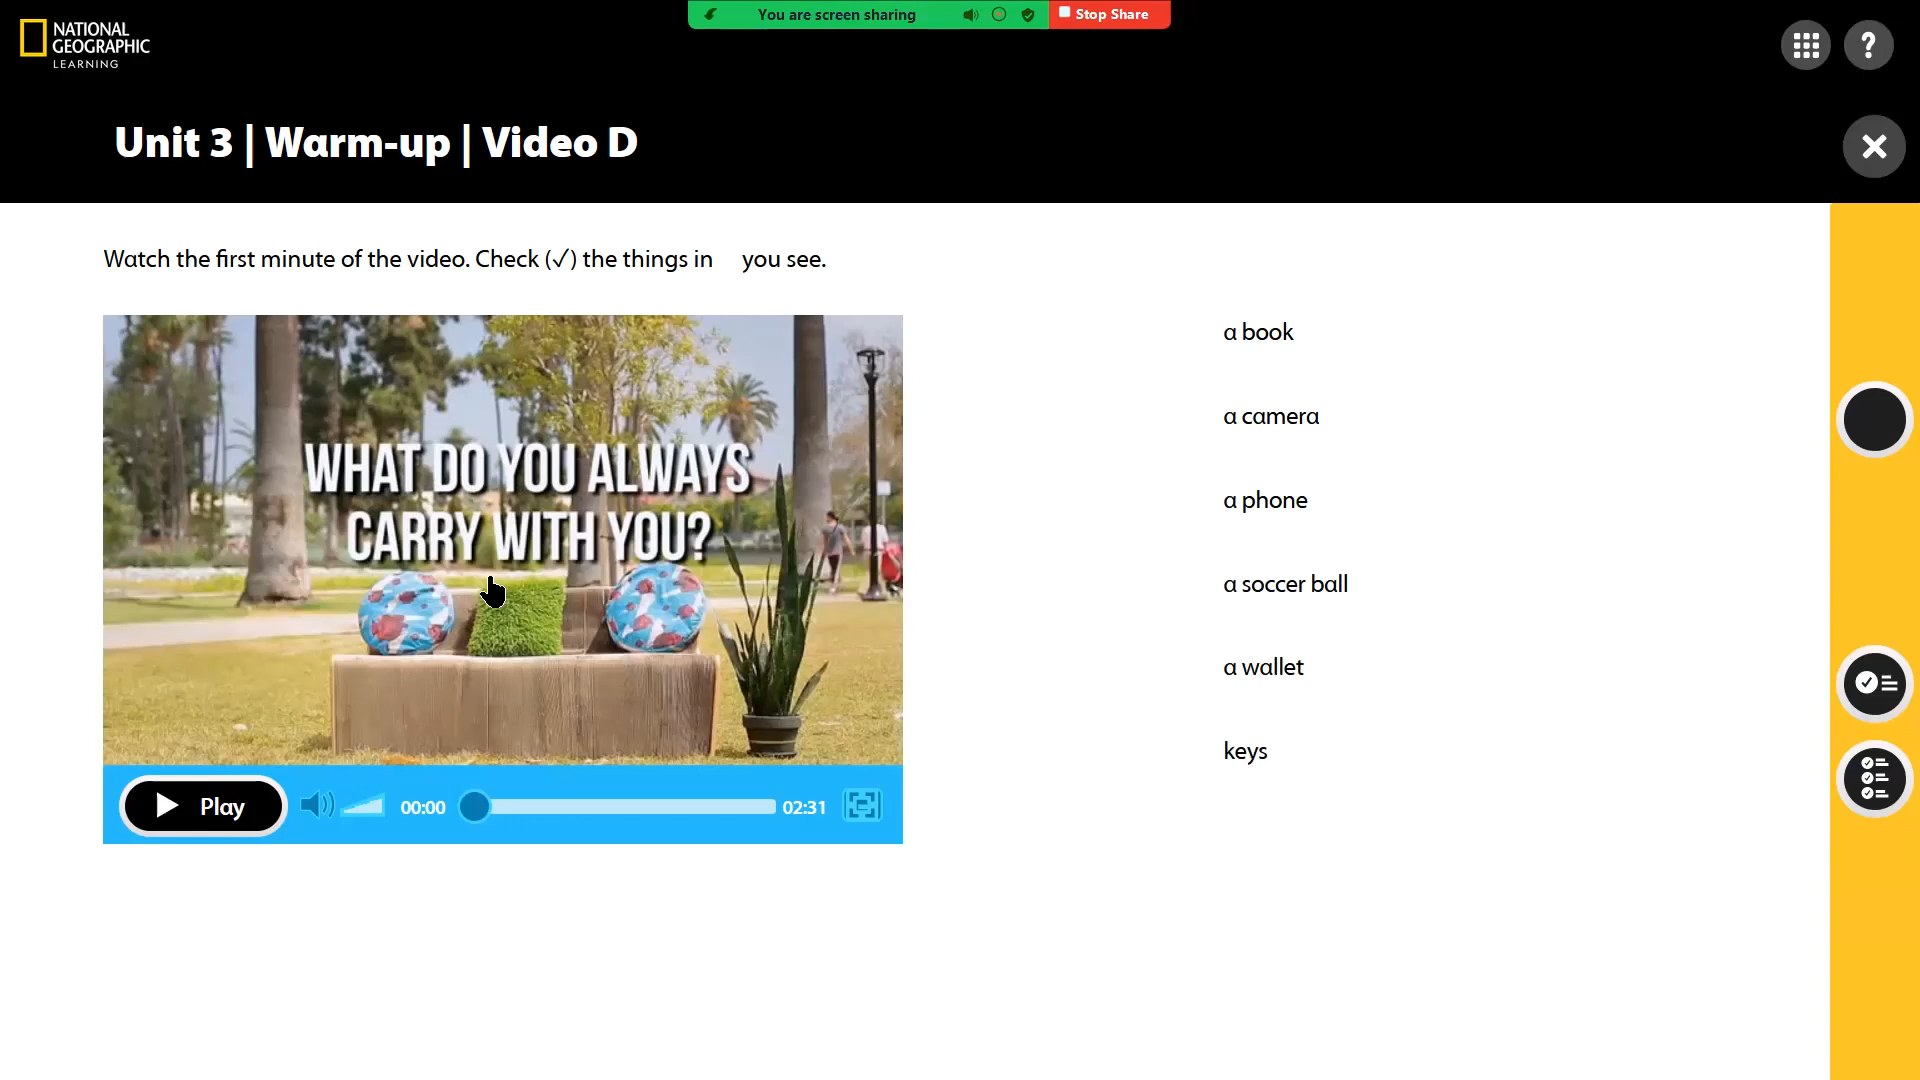 You are screen sharing
Stop Share
NATIONAL
GEOGRAPHIC
LEARNING
?
Unit 3 | Warm-up | Video D
Watch the first minute of the video. Check (✓) the things in you see.
WHAT DO YOU ALWAYS
CARRY WITH YOU?
Play
00:00
02:31
a book
a camera
a phone
a soccer ball
a wallet
keys